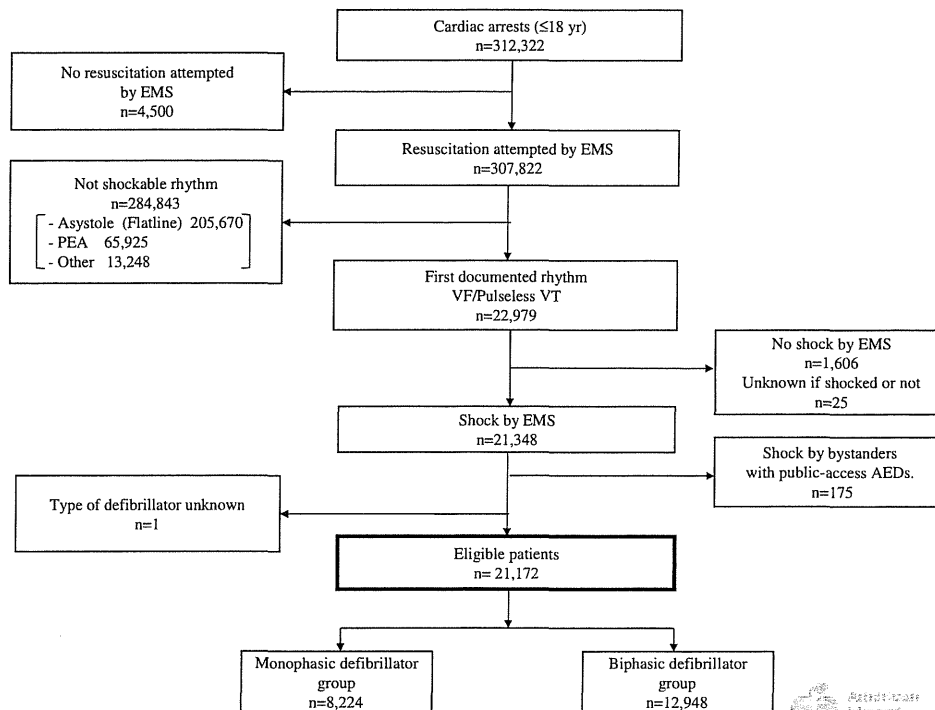 Cardiac arrests (≤18 yr)
n=312,322
No resuscitation attempted
by EMS
n=4,500
Resuscitation attempted by EMS
n=307,822
Not shockable rhythm
n=284,843
- Asystole (Flatline) 205,670
- PEA 65,925
- Other 13,248
First documented rhythm
VF/Pulseless VT
n=22,979
No shock by EMS
n=1,606
Unknown if shocked or not
n=25
Shock by EMS
n=21,348
Shock by bystanders
with public-access AEDs.
n=175
Type of defibrillator unknown
n=1
Eligible patients
n= 21,172
Monophasic defibrillator
group
n=8,224
Biphasic defibrillator
group
n=12,948
American